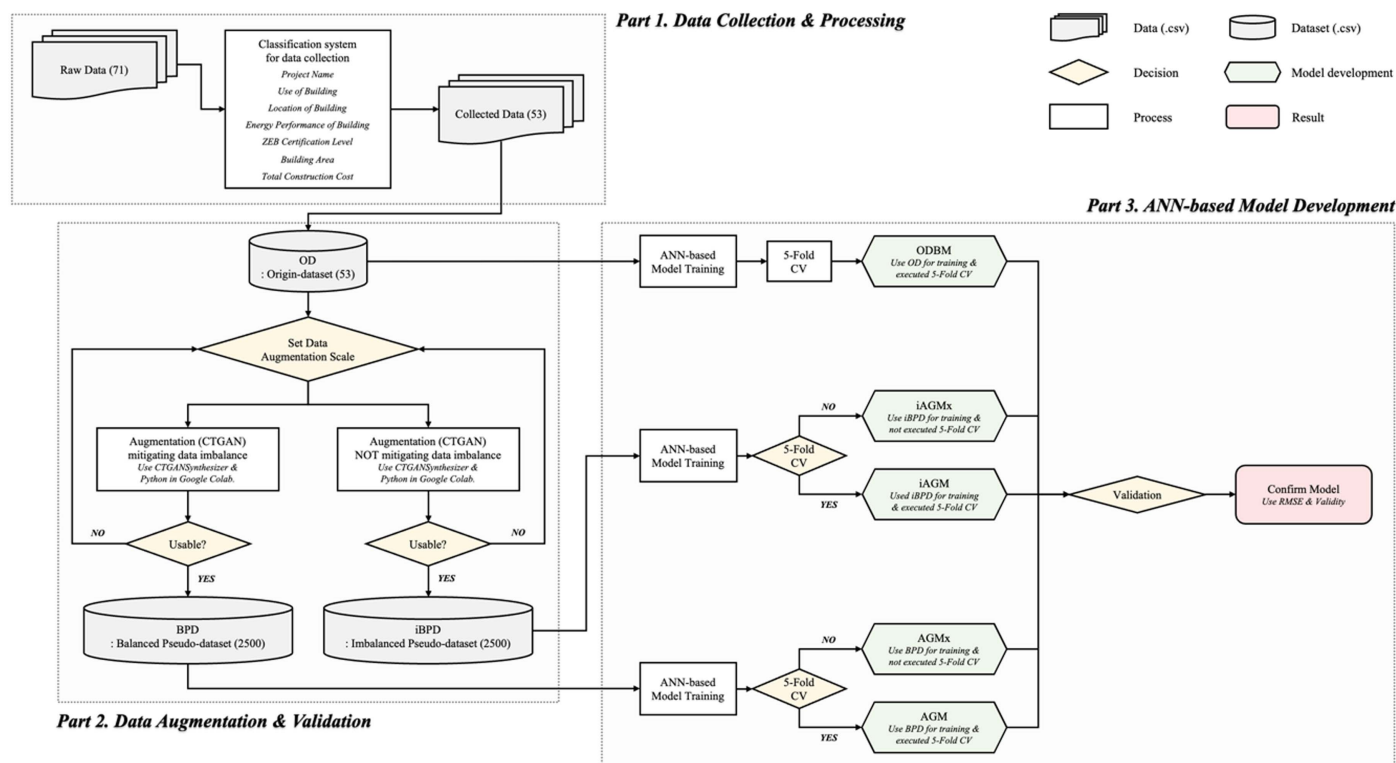 Part 1. Data Collection & Processing
Raw Data (71)
Classification system
for data collection
Project Name
Use of Building
Location of Building
Energy Performance of Building
ZEB Certification Level
Building Area
Total Construction Cost
Collected Data (53)
Data (.csv)
Dataset (.csv)
Decision
Model development
Process
Result
Part 3. ANN-based Model Development
OD
: Origin-dataset (53)
Set Data
Augmentation Scale
Augmentation (CTGAN)
mitigating data imbalance
Use CTGANSynthesizer &
Python in Google Colab.
Augmentation (CTGAN)
NOT mitigating data imbalance
Use CTGANSynthesizer &
Python in Google Colab.
NO
Usable?
YES
Usable?
NO
YES
BPD
: Balanced Pseudo-dataset (2500)
iBPD
: Imbalanced Pseudo-dataset (2500)
Part 2. Data Augmentation & Validation
ANN-based
Model Training
5-Fold
CV
ODBM
Use OD for training &
executed 5-Fold CV
ANN-based
Model Training
5-Fold
CV
NO
iAGMx
Use iBPD for training &
not executed 5-Fold CV
YES
iAGM
Used iBPD for training
& executed 5-Fold CV
Validation
Confirm Model
Use RMSE & Validity
ANN-based
Model Training
5-Fold
CV
NO
AGMx
Use BPD for training &
not executed 5-Fold CV
YES
AGM
Use BPD for training &
executed 5-Fold CV